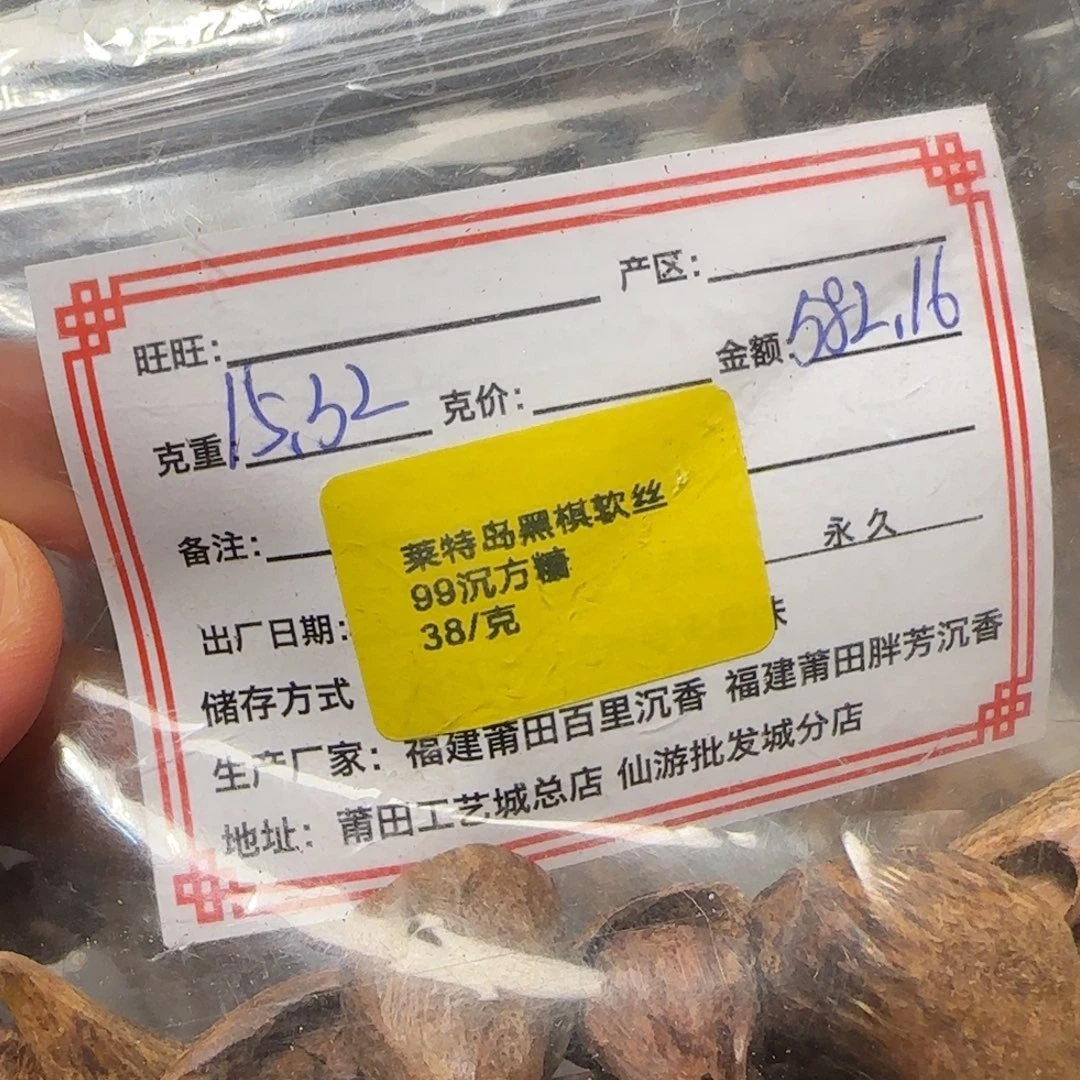 产区:
旺旺:
金额: 582.16
克重: 15.32 克价:
备注:
莱特岛黑棋软丝
99沉方糖
38/克
永久
出厂日期:
储存方式
生产厂家: 福建莆田百里沉香 福建莆田胖芳沉香
地址: 莆田工艺城总店 仙游批发城分店